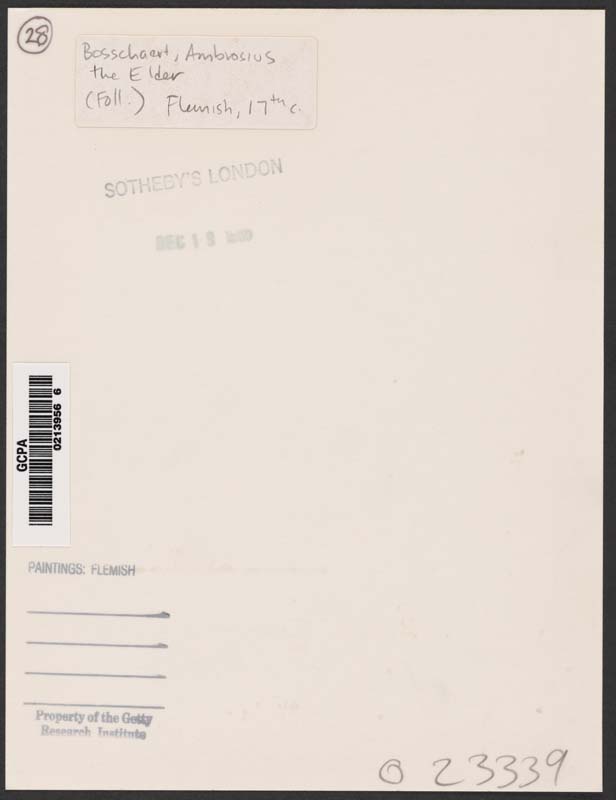 28
Bosschaert, Ambrosius
the Elder
(Foll.) Flemish, 17th c.
SOTHEBY'S LONDON
DEC 1 3
GCPA
0213956 6
PAINTINGS: FLEMISH
Property of the Getty
Research Institute
0 23339